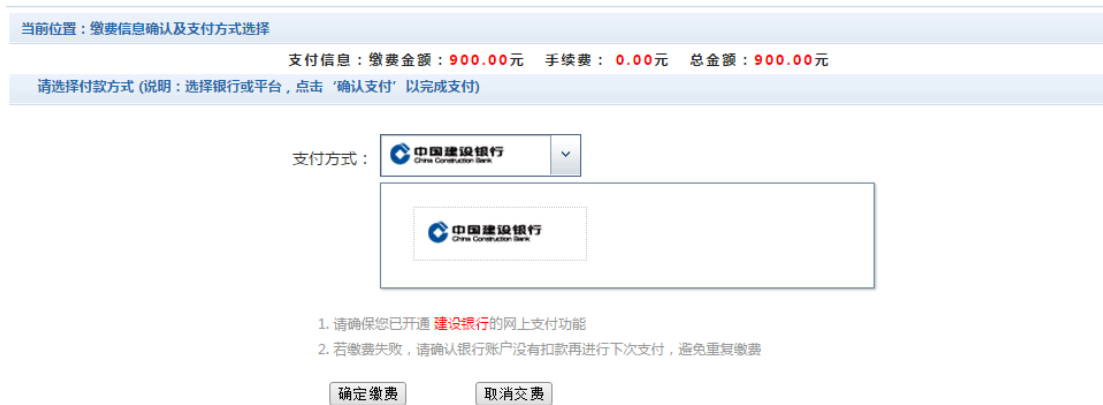 当前位置：缴费信息确认及支付方式选择
支付信息：缴费金额：900.00元 手续费： 0.00元 总金额：900.00元
请选择付款方式 (说明：选择银行或平台，点击‘确认支付’以完成支付)
支付方式： 中国建设银行
China Construction Bank
中国建设银行
China Construction Bank
1. 请确保您已开通 建设银行的网上支付功能
2. 若缴费失败，请确认银行账户没有扣款再进行下次支付，避免重复缴费
确定缴费 取消交费